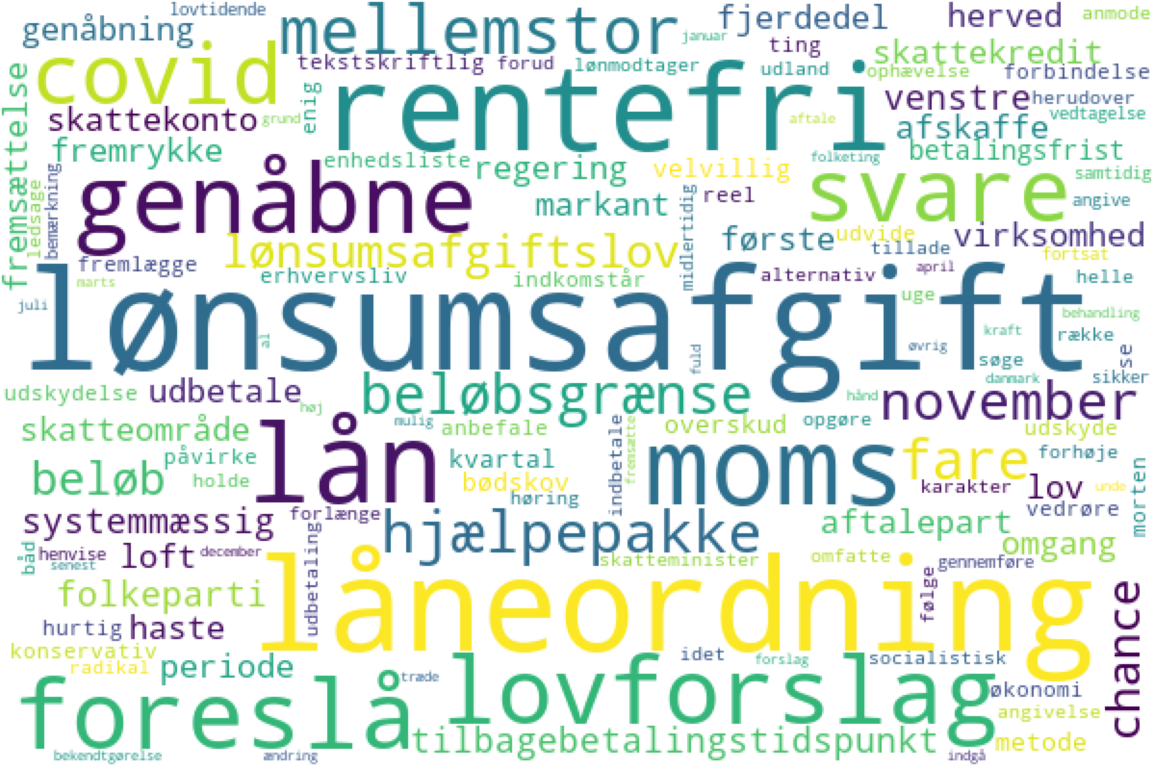 lovtidende
genåbning
mellemstor
januar
fjerdedel
herved
anmode
covid
tekstskriftlig
forud
lønmodtager
ting
udland
skattekredit
ophævelse
forbindelse
fremsættelse
skattekonto
grund
enig
rentefri
aftale
venstre
herudover
afskaffe
vedtagelse
fremrykke
enhedsliste
regering
velvillig
folketing
betalingsfrist
ledsage
bemærkning
genåbne
markant
midlertidig
reel
svare
samtidig
angive
lønsumsafgiftslov
første
udvide
tillade
virksomhed
fortsat
fremlægge
marts
erhvervsliv
indkomstår
alternativ
april
helle
juli
lønsumsafgift
al
fuld
uge
øvrig
kraft
behandling
række
søge
se
danmark
sikker
udskydelse
udbetale
høj
beløbsgrænse
mulig
hånd
november
skatteområde
påvirke
holde
lån
anbefale
kvartal
fremsætte
indbetale
overskud
opgøre
udskyde
forhøje
beløb
bødskov
høring
moms
fare
karakter
lov
unde
vedrøre
morten
systemmæssig
forlænge
hjælpepakke
aftalepart
omgang
båd
henvise
senest
loft
december
udbetaling
skatteminister
omfatte
gennemføre
følge
folkeparti
låneordning
chance
hurtig
haste
konservativ
radikal
periode
idet
forslag
socialistisk
foreslå
træde
lovforslag
økonomi
angivelse
bekendtgørelse
ændring
tilbagebetalingstidspunkt
indgå
metode